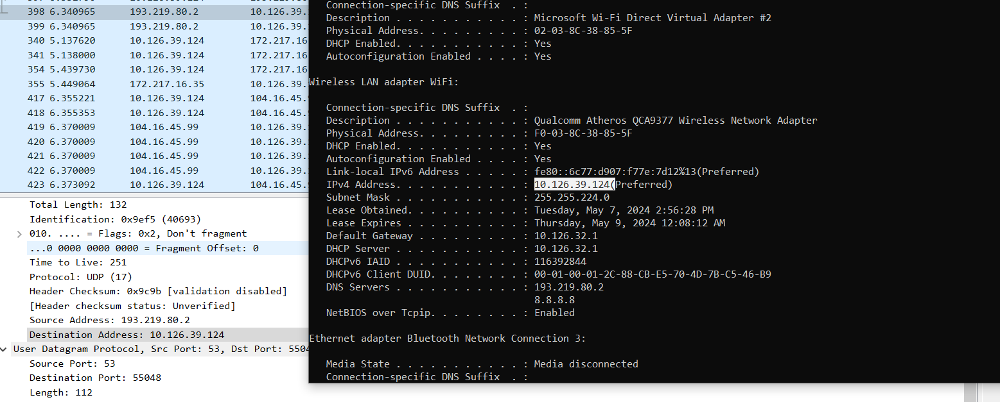 398 6.340965 193.219.80.2 10.126.39.
399 6.340965 193.219.80.2 10.126.39.
340 5.137620 10.126.39.124 172.217.16
341 5.138000 10.126.39.124 172.217.16
354 5.439730 10.126.39.124 172.217.16
355 5.449064 172.217.16.35 10.126.39.
417 6.355221 10.126.39.124 104.16.45.
418 6.355353 10.126.39.124 104.16.45.
419 6.370009 104.16.45.99 10.126.39.
420 6.370009 104.16.45.99 10.126.39.
421 6.370009 104.16.45.99 10.126.39.
422 6.370009 104.16.45.99 10.126.39.
423 6.373092 10.126.39.124 104.16.45.
Total Length: 132
Identification: 0x9ef5 (40693)
010. .... = Flags: 0x2, Don't fragment
...0 0000 0000 0000 = Fragment Offset: 0
Time to Live: 251
Protocol: UDP (17)
Header Checksum: 0x9c9b [validation disabled]
[Header checksum status: Unverified]
Source Address: 193.219.80.2
Destination Address: 10.126.39.124
User Datagram Protocol, Src Port: 53, Dst Port: 5504
Source Port: 53
Destination Port: 55048
Length: 112
Connection-specific DNS Suffix . :
Description . . . . . . . . . . . : Microsoft Wi-Fi Direct Virtual Adapter #2
Physical Address. . . . . . . . . : 02-03-8C-38-85-5F
DHCP Enabled. . . . . . . . . . . : Yes
Autoconfiguration Enabled . . . . : Yes
Wireless LAN adapter WiFi:
Connection-specific DNS Suffix . :
Description . . . . . . . . . . . : Qualcomm Atheros QCA9377 Wireless Network Adapter
Physical Address. . . . . . . . . : F0-03-8C-38-85-5F
DHCP Enabled. . . . . . . . . . . : Yes
Autoconfiguration Enabled . . . . : Yes
Link-local IPv6 Address . . . . . : fe80::6c77:d907:f77e:7d12%13(Preferred)
IPv4 Address. . . . . . . . . . . : 10.126.39.124(Preferred)
Subnet Mask . . . . . . . . . . . : 255.255.224.0
Lease Obtained. . . . . . . . . . : Tuesday, May 7, 2024 2:56:28 PM
Lease Expires . . . . . . . . . . : Thursday, May 9, 2024 12:08:12 AM
Default Gateway . . . . . . . . . : 10.126.32.1
DHCP Server . . . . . . . . . . . : 10.126.32.1
DHCPv6 IAID . . . . . . . . . . . : 116392844
DHCPv6 Client DUID. . . . . . . . : 00-01-00-01-2C-88-CB-E5-70-4D-7B-C5-46-B9
DNS Servers . . . . . . . . . . . : 193.219.80.2
8.8.8.8
NetBIOS over Tcpip. . . . . . . . : Enabled
Ethernet adapter Bluetooth Network Connection 3:
Media State . . . . . . . . . . . : Media disconnected
Connection-specific DNS Suffix . :